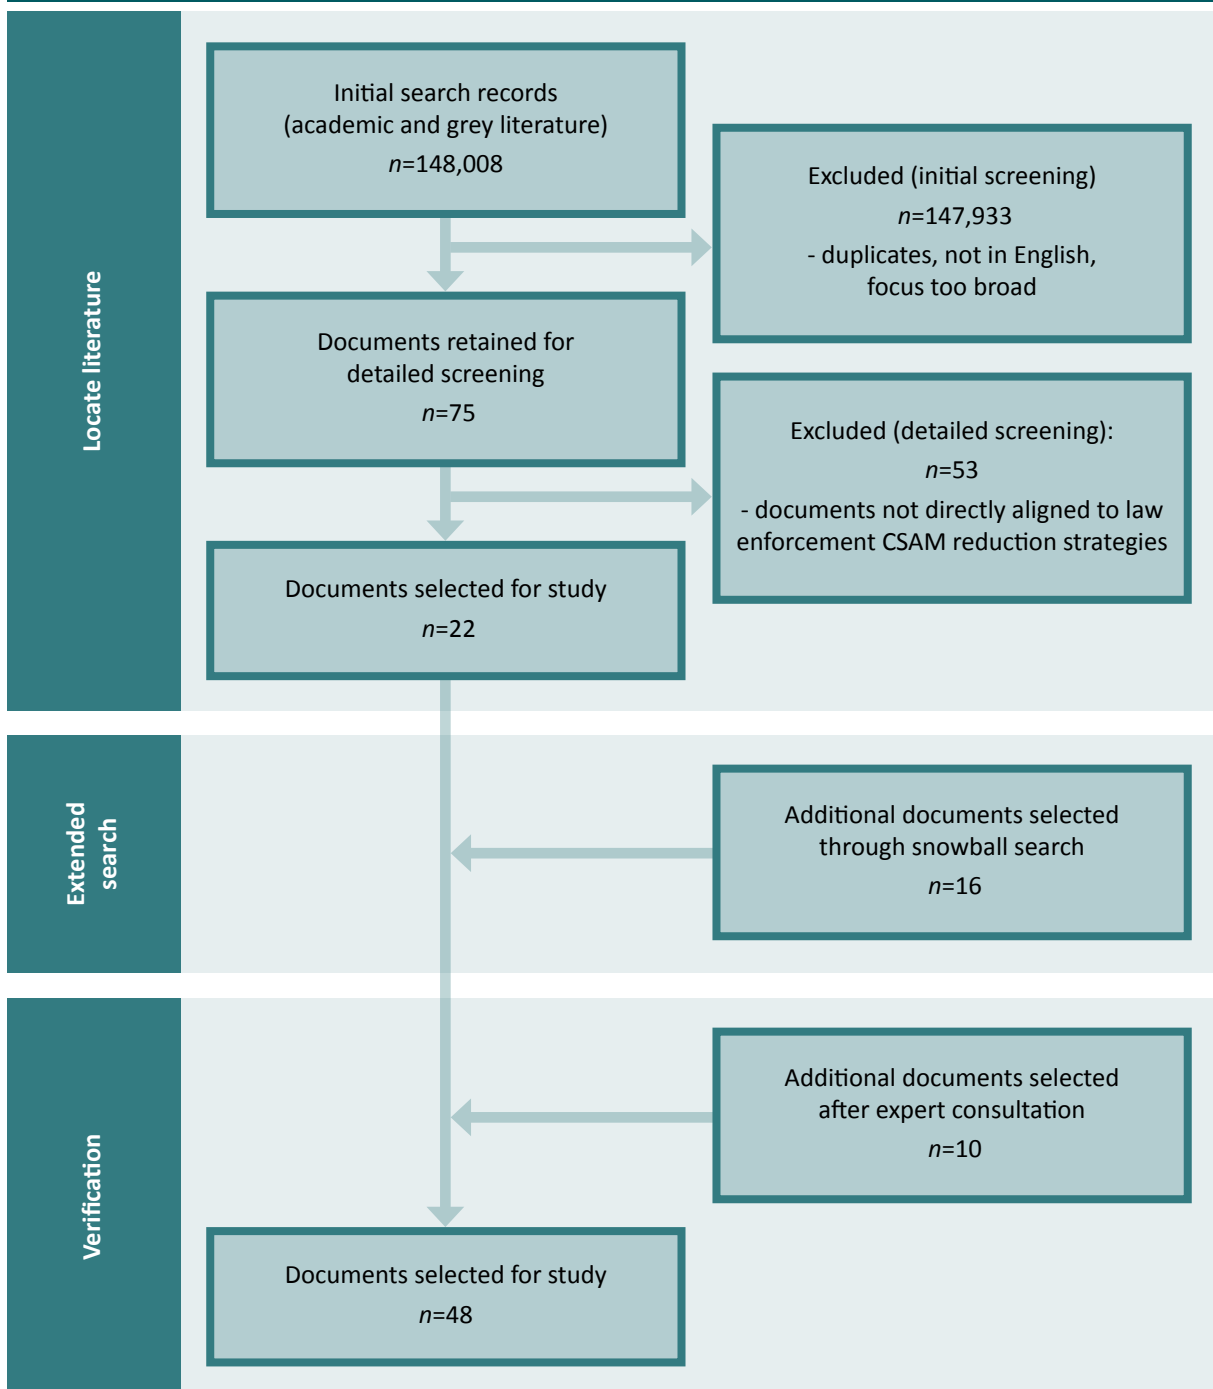 Locate literature
Initial search records
(academic and grey literature)
n=148,008
Excluded (initial screening)
n=147,933
- duplicates, not in English,
focus too broad
Documents retained for
detailed screening
n=75
Excluded (detailed screening):
n=53
- documents not directly aligned to law
enforcement CSAM reduction strategies
Documents selected for study
n=22
Extended
search
Additional documents selected
through snowball search
n=16
Verification
Additional documents selected
after expert consultation
n=10
Documents selected for study
n=48